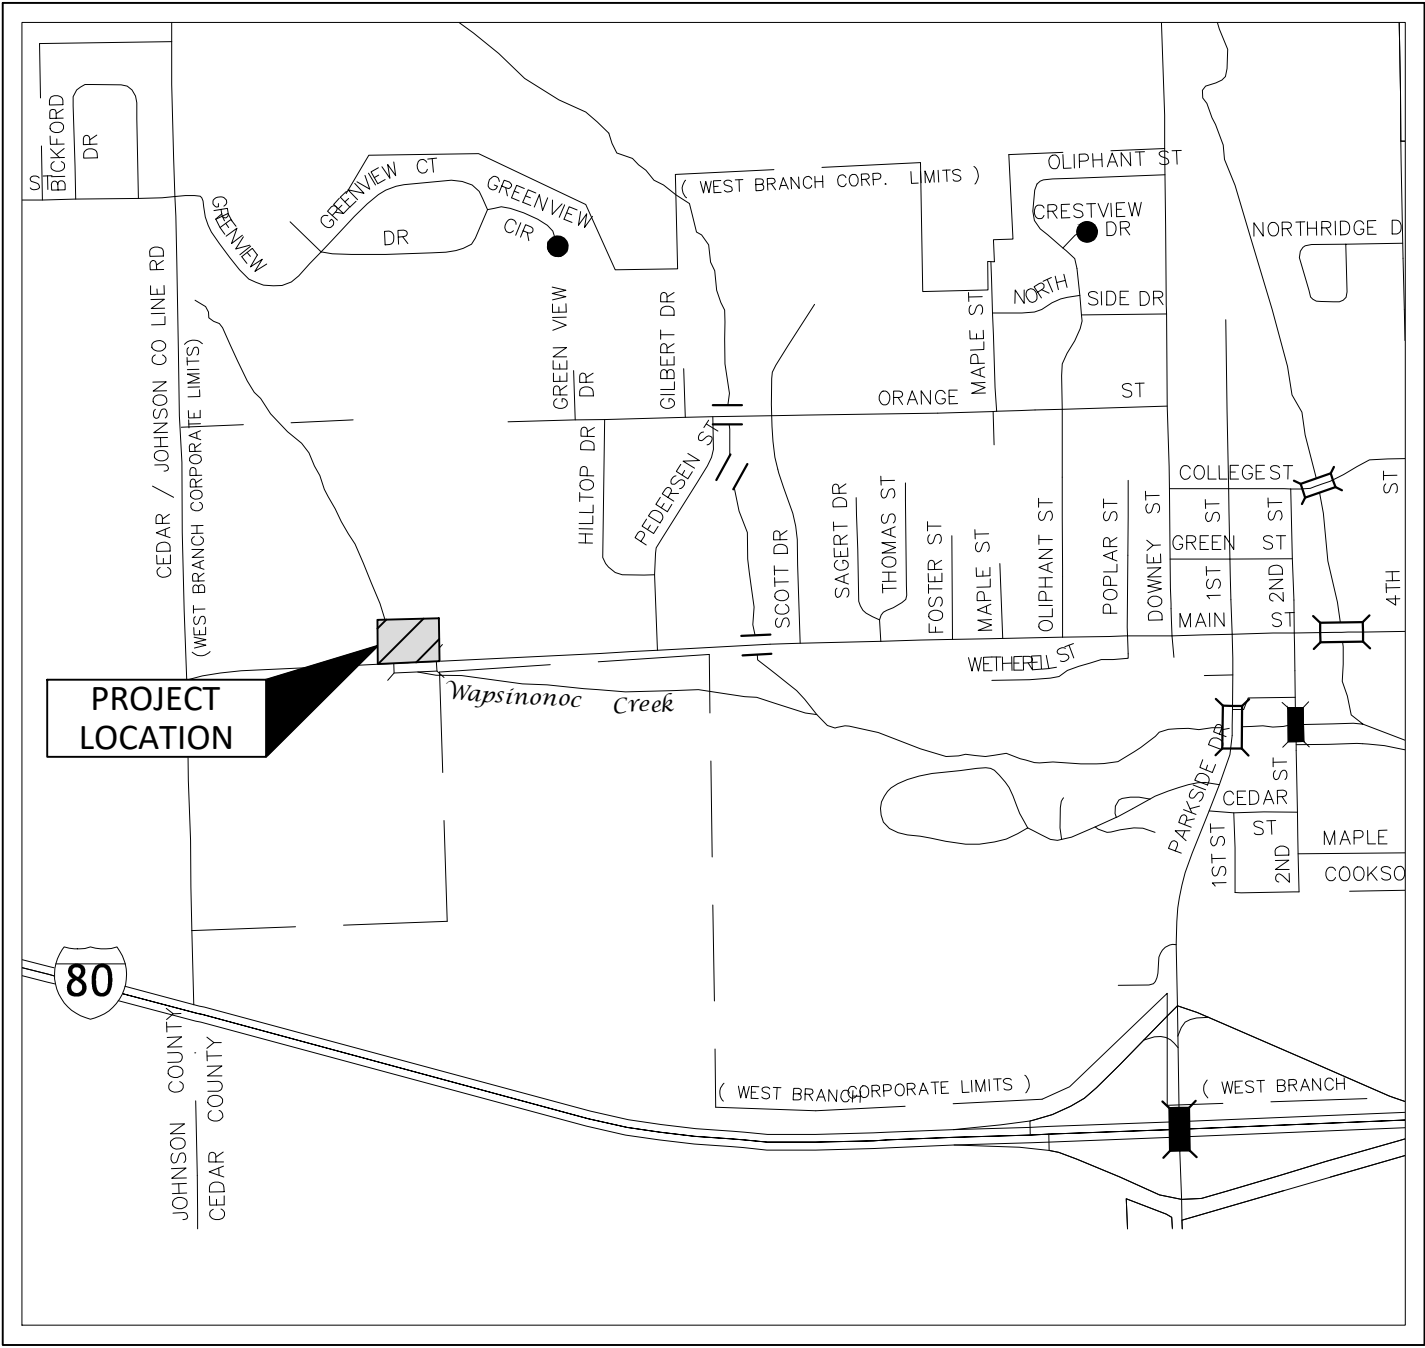 BICKFORD
DR
ST
GREENVIEW
GREENVIEW CT
DR
GREENVIEW
CIR
( WEST BRANCH CORP. LIMITS )
OLIPHANT ST
CRESTVIEW
DR
NORTHRIDGE D
NORTH
SIDE DR
MAPLE ST
CEDAR / JOHNSON CO LINE RD
(WEST BRANCH CORPORATE LIMITS)
GREEN VIEW
DR
GILBERT DR
ORANGE
ST
HILLTOP DR
PEDERSEN ST
SCOTT DR
SAGERT DR
THOMAS ST
FOSTER ST
MAPLE ST
OLIPHANT ST
POPLAR ST
DOWNEY ST
COLLEGE ST
GREEN
ST
1ST
ST
2ND
ST
4TH
ST
MAIN
ST
WETHERELL ST
PROJECT
LOCATION
Wapsinonoc Creek
PARKSIDE DR
CEDAR
ST
1ST ST
2ND
ST
MAPLE
COOKSO
80
JOHNSON COUNTY
CEDAR COUNTY
( WEST BRANCH CORPORATE LIMITS )
( WEST BRANCH